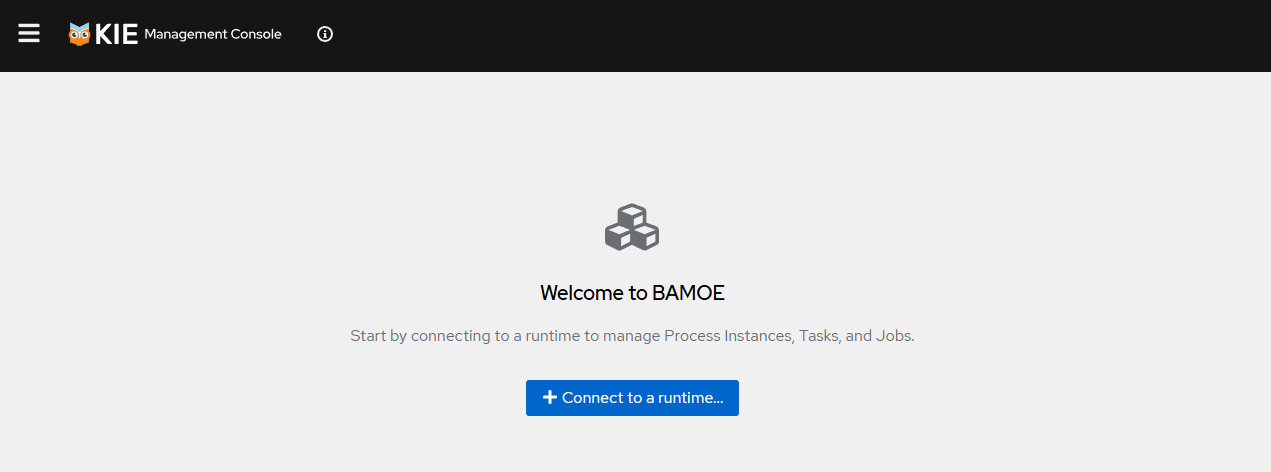 KIE Management Console
Welcome to BAMOE
Start by connecting to a runtime to manage Process Instances, Tasks, and Jobs.
Connect to a runtime...